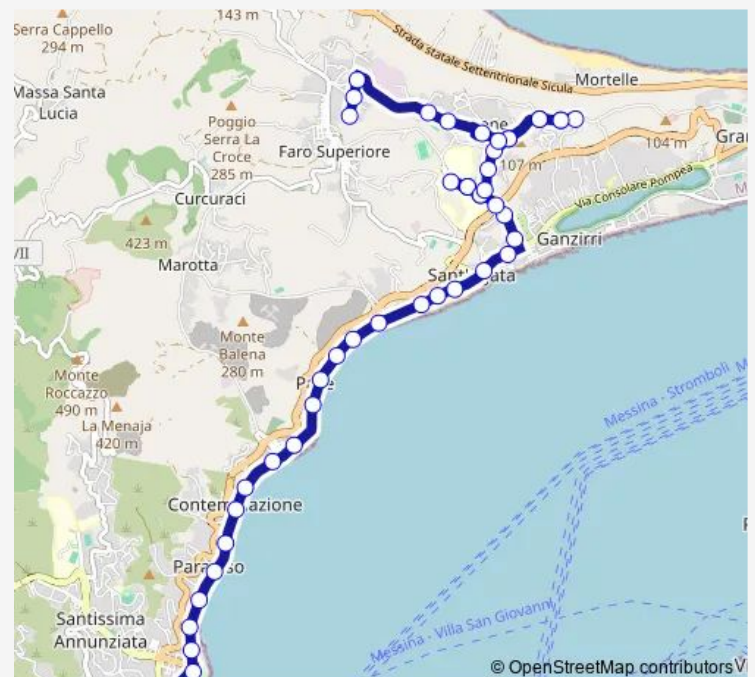 Serra Cappello
294 m
143 m
Strada statale Settentrionale Sicula
Mortelle
Massa Santa
Lucia
Poggio
Serra La
Croce
285 m
Faro Superiore
107 m
104 m
Via Consolare Pompea
Curcuraci
423 m
VII
Marotta
Ganzirri
Monte
Balena
280 m
Monte
Roccazzo
490 m
La Menaja
420 m
Messina - Stromboli
Santissima
Annunziata
Messina - Villa San Giovanni
© OpenStreetMap contributors